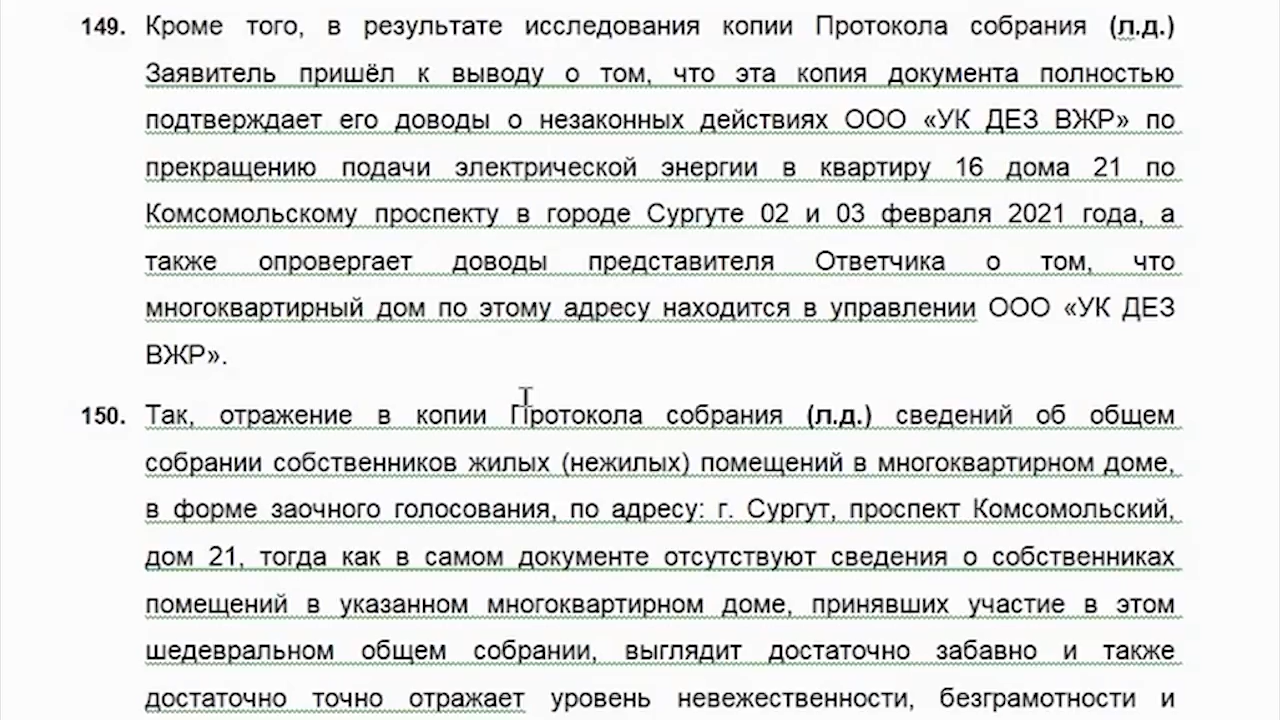 149. Кроме того, в результате исследования копии Протокола собрания (л.д.)
Заявитель пришёл к выводу о том, что эта копия документа полностью
подтверждает его доводы о незаконных действиях ООО «УК ДЕЗ ВЖР» по
прекращению подачи электрической энергии в квартиру 16 дома 21 по
Комсомольскому проспекту в городе Сургуте 02 и 03 февраля 2021 года, а
также опровергает доводы представителя Ответчика о том, что
многоквартирный дом по этому адресу находится в управлении ООО «УК ДЕЗ
ВЖР».
150. Так, отражение в копии Протокола собрания (л.д.) сведений об общем
собрании собственников жилых (нежилых) помещений в многоквартирном доме,
в форме заочного голосования, по адресу: г. Сургут, проспект Комсомольский,
дом 21, тогда как в самом документе отсутствуют сведения о собственниках
помещений в указанном многоквартирном доме, принявших участие в этом
шедевральном общем собрании, выглядит достаточно забавно и также
достаточно точно отражает уровень невежественности, безграмотности и